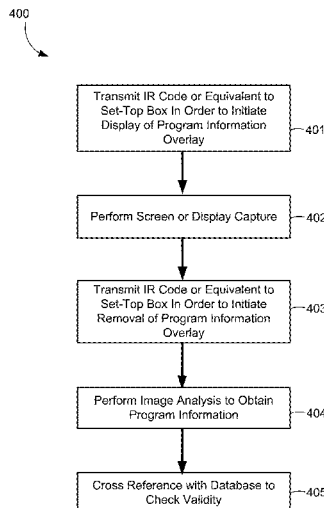 400
Transmit IR Code or Equivalent to
Set-Top Box In Order to Initiate
Display of Program Information
Overlay
401
Perform Screen or Display Capture
402
Transmit IR Code or Equivalent to
Set-Top Box In Order to Initiate
Removal of Program Information
Overlay
403
Perform Image Analysis to Obtain
Program Information
404
Cross Reference with Database to
Check Validity
405